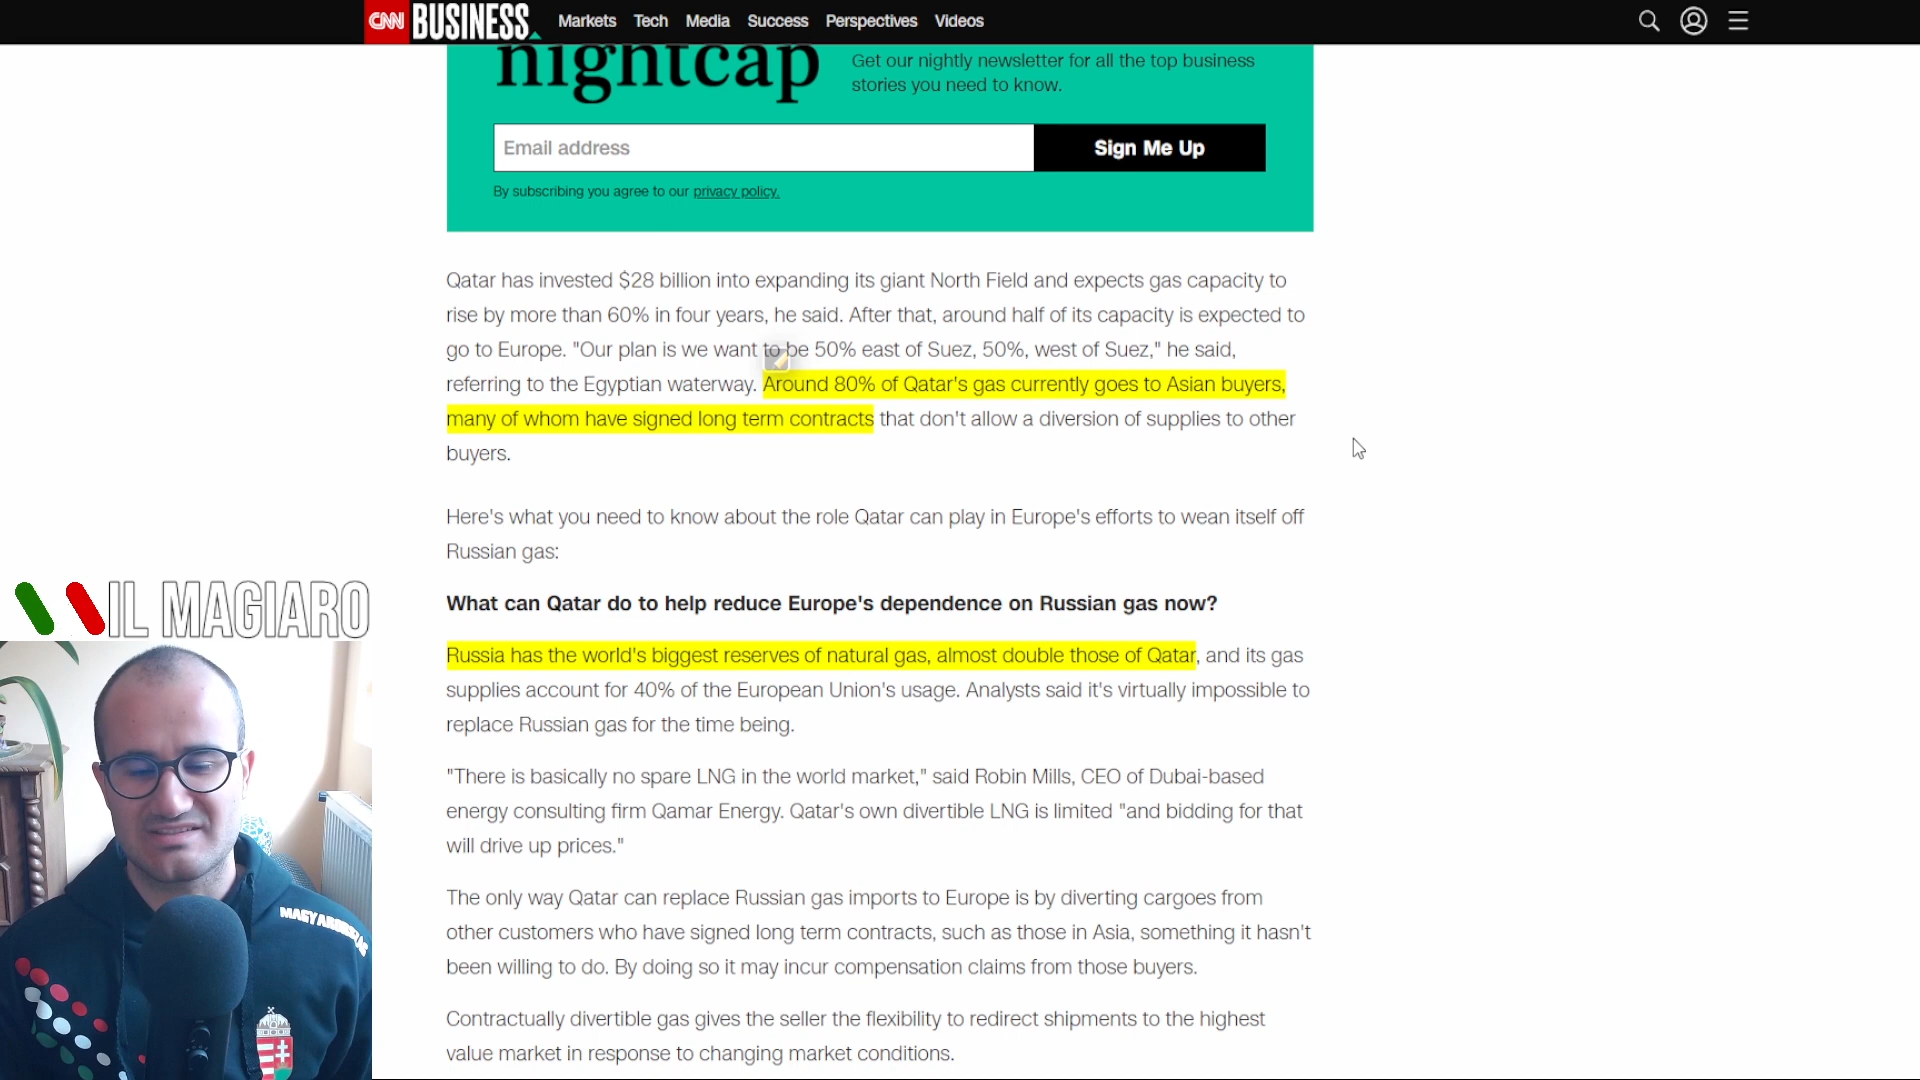 CNN BUSINESS Markets Tech Media Success Perspectives Videos
nightcap
Get our nightly newsletter for all the top business
stories you need to know.
Email address
Sign Me Up
By subscribing you agree to our privacy policy.
Qatar has invested $28 billion into expanding its giant North Field and expects gas capacity to
rise by more than 60% in four years, he said. After that, around half of its capacity is expected to
go to Europe. "Our plan is we want to be 50% east of Suez, 50%, west of Suez," he said,
referring to the Egyptian waterway. Around 80% of Qatar's gas currently goes to Asian buyers,
many of whom have signed long term contracts that don't allow a diversion of supplies to other
buyers.
Here's what you need to know about the role Qatar can play in Europe's efforts to wean itself off
Russian gas:
What can Qatar do to help reduce Europe's dependence on Russian gas now?
Russia has the world's biggest reserves of natural gas, almost double those of Qatar, and its gas
supplies account for 40% of the European Union's usage. Analysts said it's virtually impossible to
replace Russian gas for the time being.
"There is basically no spare LNG in the world market," said Robin Mills, CEO of Dubai-based
energy consulting firm Qamar Energy. Qatar's own divertible LNG is limited "and bidding for that
will drive up prices."
The only way Qatar can replace Russian gas imports to Europe is by diverting cargoes from
other customers who have signed long term contracts, such as those in Asia, something it hasn't
been willing to do. By doing so it may incur compensation claims from those buyers.
Contractually divertible gas gives the seller the flexibility to redirect shipments to the highest
value market in response to changing market conditions.
IL MAGIARO
MAGYARORSZÁG